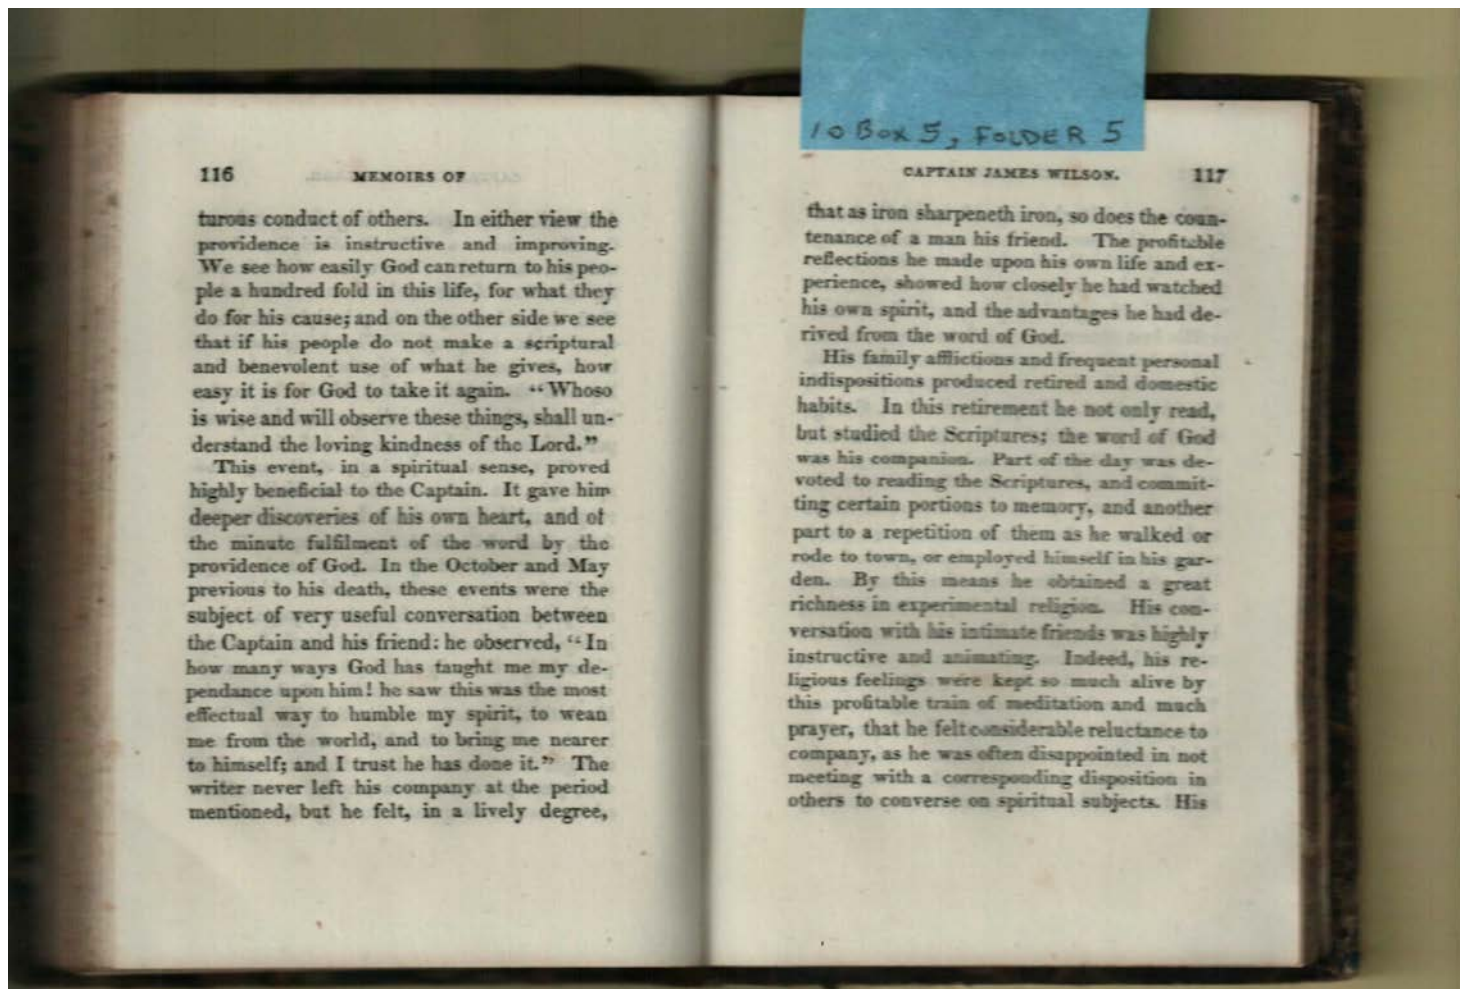 10 Box 5, FOLDER 5
116 MEMOIRS OF
turous conduct of others. In either view the
providence is instructive and improving.
We see how easily God can return to his peo-
ple a hundred fold in this life, for what they
do for his cause; and on the other side we see
that if his people do not make a scriptural
and benevolent use of what he gives, how
easy it is for God to take it again. “Whoso
is wise and will observe these things, shall un-
derstand the loving kindness of the Lord.”
This event, in a spiritual sense, proved
highly beneficial to the Captain. It gave him
deeper discoveries of his own heart, and of
the minute fulfilment of the word by the
providence of God. In the October and May
previous to his death, these events were the
subject of very useful conversation between
the Captain and his friend: he observed, “In
how many ways God has taught me my de-
pendance upon him! he saw this was the most
effectual way to humble my spirit, to wean
me from the world, and to bring me nearer
to himself; and I trust he has done it.” The
writer never left his company at the period
mentioned, but he felt, in a lively degree,
CAPTAIN JAMES WILSON. 117
that as iron sharpeneth iron, so does the coun-
tenance of a man his friend. The profitable
reflections he made upon his own life and ex-
perience, showed how closely he had watched
his own spirit, and the advantages he had de-
rived from the word of God.
His family afflictions and frequent personal
indispositions produced retired and domestic
habits. In this retirement he not only read,
but studied the Scriptures; the word of God
was his companion. Part of the day was de-
voted to reading the Scriptures, and commit-
ting certain portions to memory, and another
part to a repetition of them as he walked or
rode to town, or employed himself in his gar-
den. By this means he obtained a great
richness in experimental religion. His con-
versation with his intimate friends was highly
instructive and animating. Indeed, his re-
ligious feelings were kept so much alive by
this profitable train of meditation and much
prayer, that he felt considerable reluctance to
company, as he was often disappointed in not
meeting with a corresponding disposition in
others to converse on spiritual subjects. His